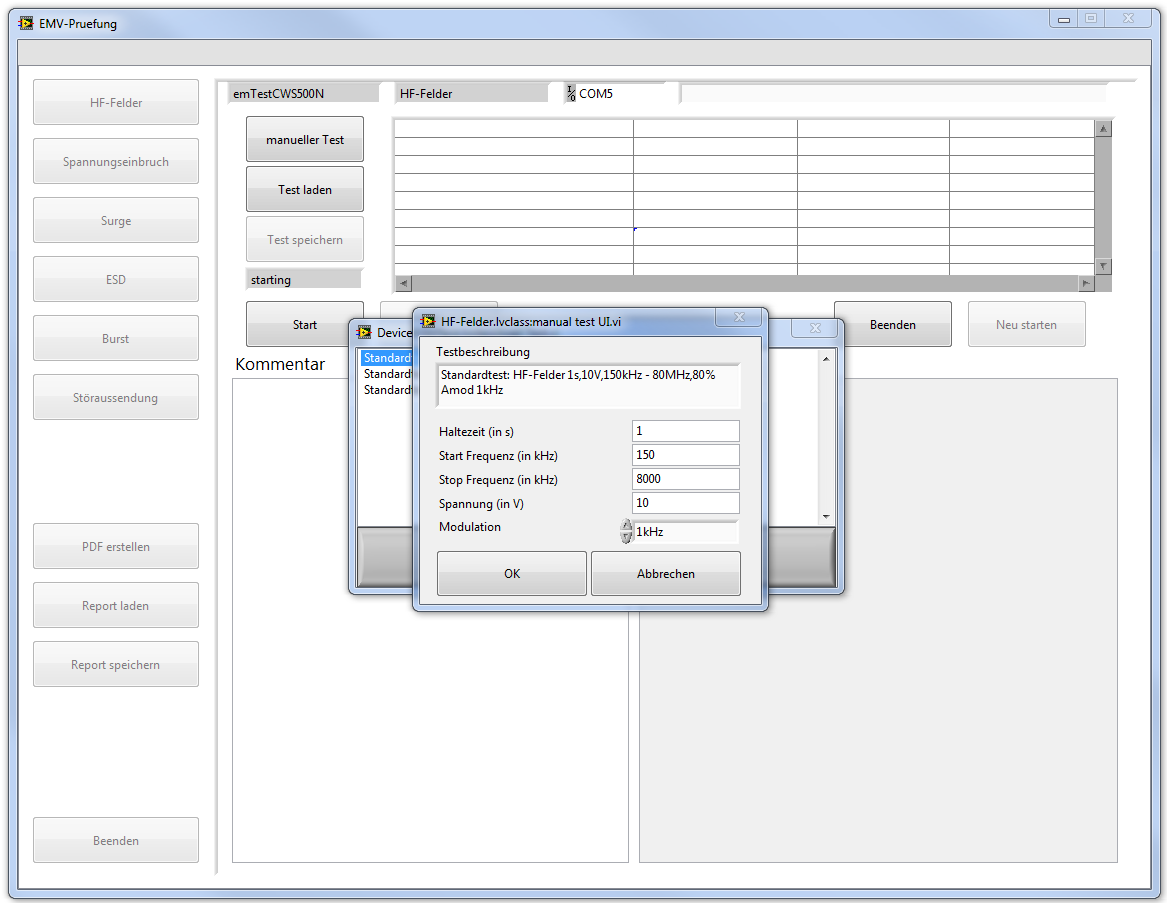 EMV-Pruefung
HF-Felder
Spannungseinbruch
Surge
ESD
Burst
Störaussendung
PDF erstellen
Report laden
Report speichern
Beenden
emTestCWS500N
HF-Felder
I/O COM5
manueller Test
Test laden
Test speichern
starting
Start
Beenden
Neu starten
Kommentar
Device
Standard
Standard
Standard
HF-Felder.lvclass:manual test UI.vi
Testbeschreibung
Standardtest: HF-Felder 1s,10V,150kHz - 80MHz,80%
Amod 1kHz
Haltezeit (in s) 1
Start Frequenz (in kHz) 150
Stop Frequenz (in kHz) 8000
Spannung (in V) 10
Modulation 1kHz
OK
Abbrechen